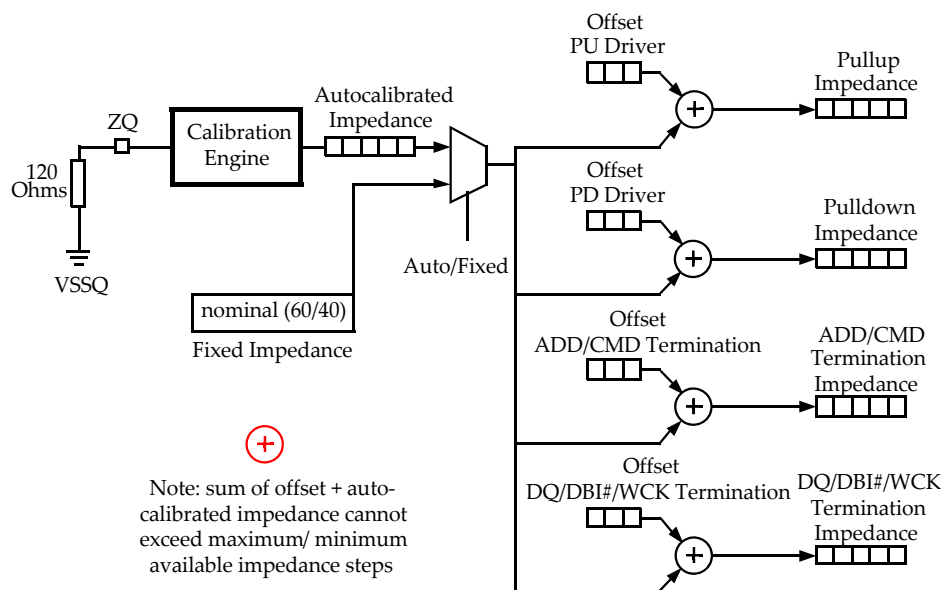 Offset
PU Driver
Pullup
Impedance
Autocalibrated
Impedance
ZQ
Calibration
Engine
120
Ohms
VSSQ
Auto/Fixed
nominal (60/40)
Fixed Impedance
Offset
PD Driver
Pulldown
Impedance
Offset
ADD/CMD Termination
ADD/CMD
Termination
Impedance
Offset
DQ/DBI#/WCK Termination
DQ/DBI#/WCK
Termination
Impedance
Note: sum of offset + auto-
calibrated impedance cannot
exceed maximum/ minimum
available impedance steps